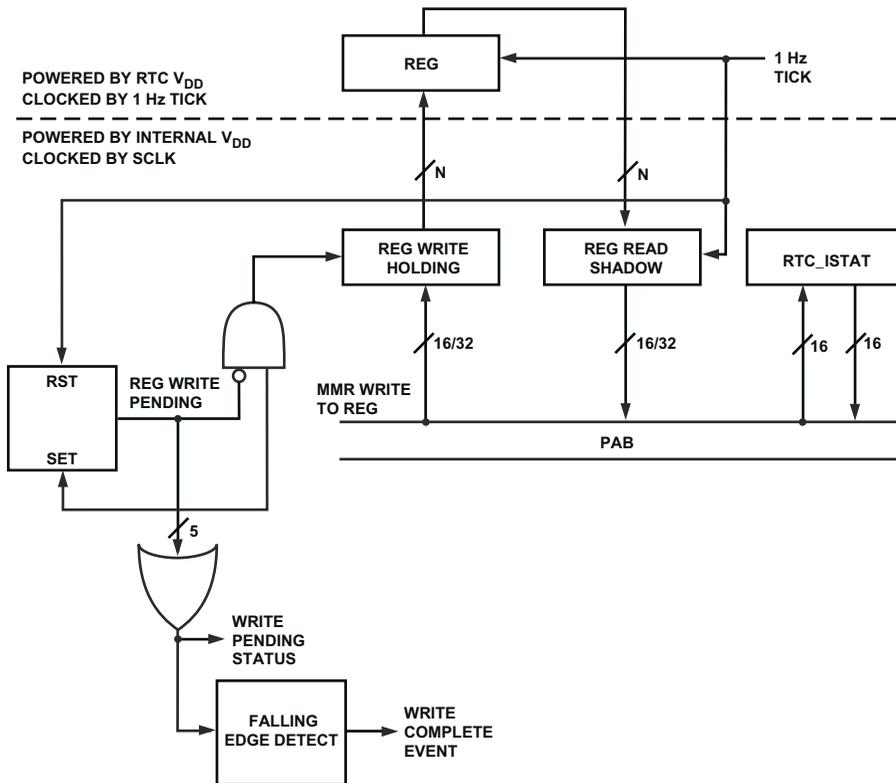 REG
1 Hz
TICK
POWERED BY RTC VDD
CLOCKED BY 1 Hz TICK
POWERED BY INTERNAL VDD
CLOCKED BY SCLK
N
N
REG WRITE
HOLDING
REG READ
SHADOW
RTC_ISTAT
16/32
16/32
16
16
RST
REG WRITE
PENDING
MMR WRITE
TO REG
PAB
SET
5
WRITE
PENDING
STATUS
FALLING
EDGE DETECT
WRITE
COMPLETE
EVENT